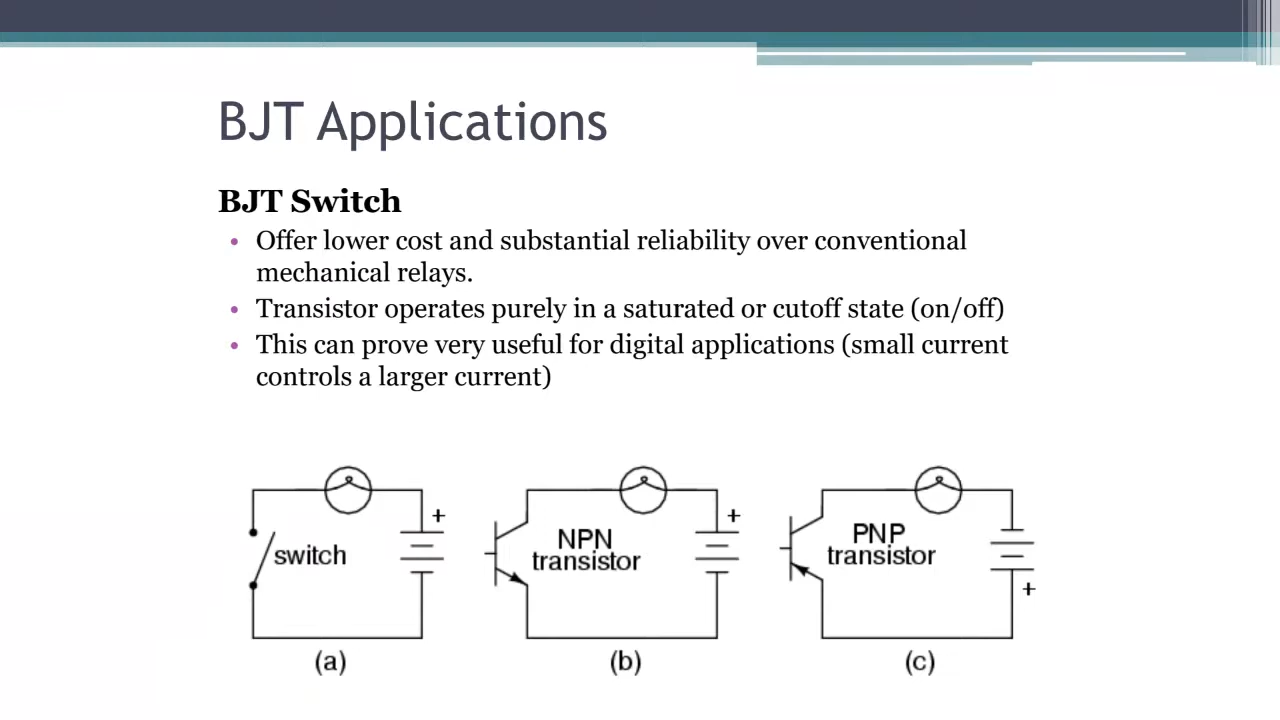 BJT Applications
BJT Switch
• Offer lower cost and substantial reliability over conventional
mechanical relays.
• Transistor operates purely in a saturated or cutoff state (on/off)
• This can prove very useful for digital applications (small current
controls a larger current)
+
switch
(a)
+
NPN
transistor
(b)
PNP
transistor
+
(c)